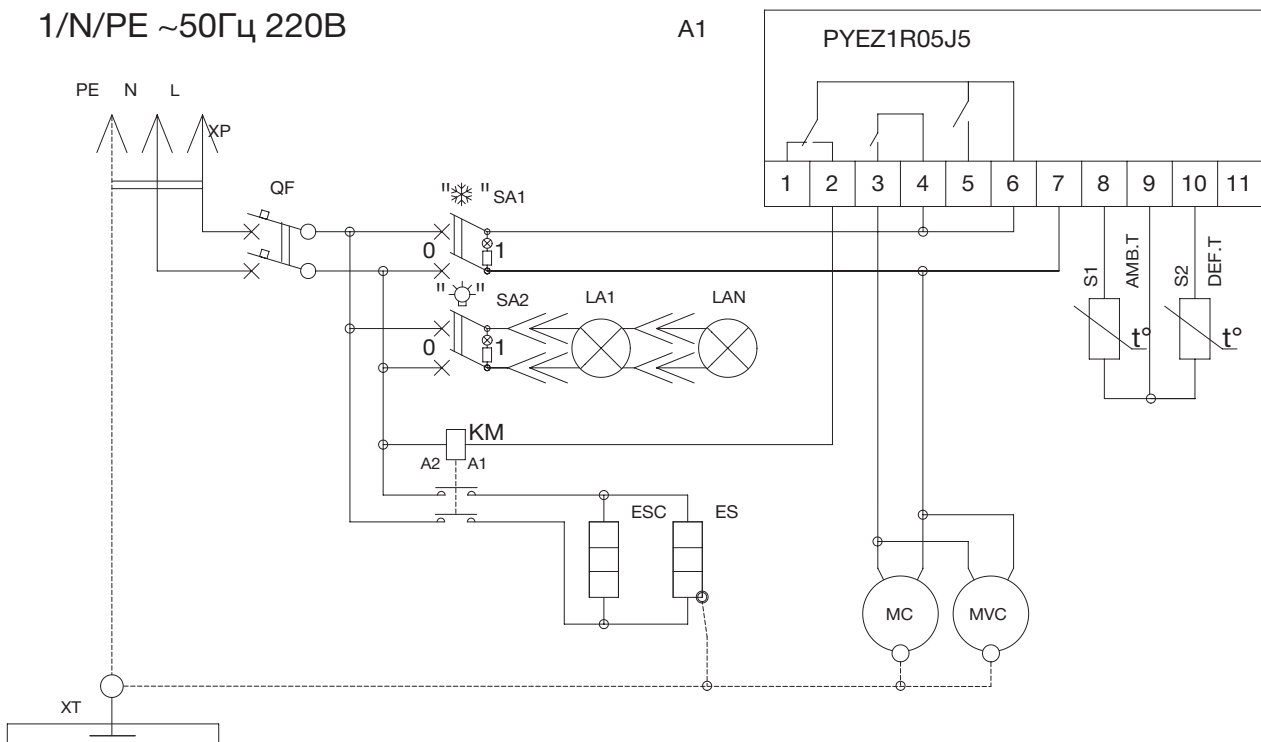 1/N/PE ~50Гц 220В
A1
PYEZ1R05J5
PE N L
XP
1 2 3 4 5 6 7 8 9 10 11
QF
"❄" SA1
0 1
S1
AMB.T
S2
DEF.T
" " SA2
LA1
LAN
0 1
t°
t°
KM
A2 A1
ESC
ES
MC
MVC
XT